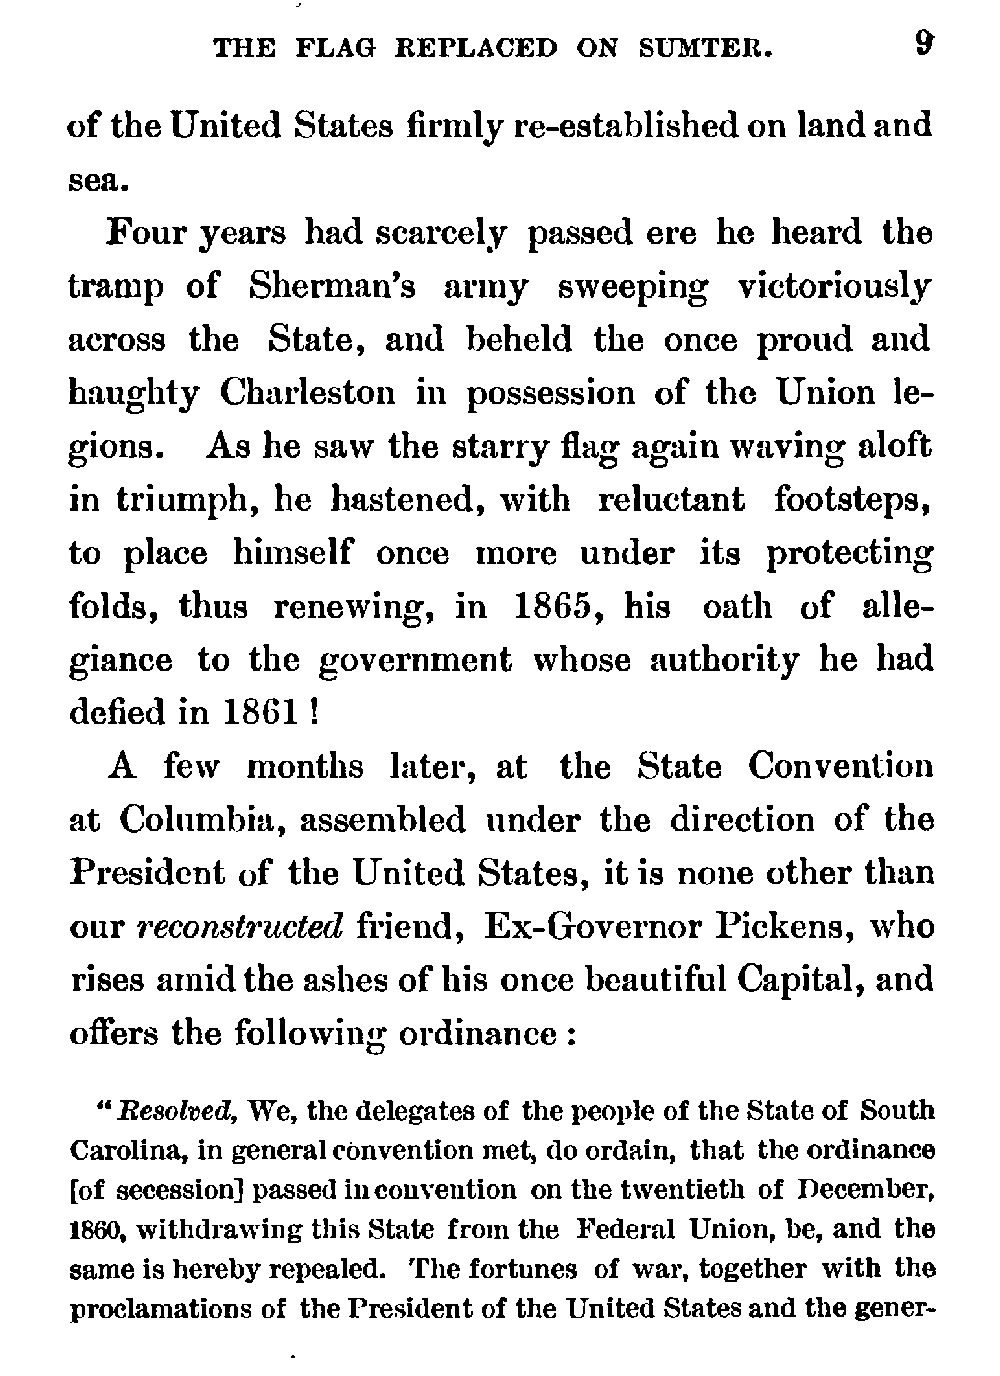 THE FLAG REPLACED ON SUMTER. 9
of the United States firmly re-established on land and
sea.
Four years had scarcely passed ere he heard the
tramp of Sherman's army sweeping victoriously
across the State, and beheld the once proud and
haughty Charleston in possession of the Union le-
gions. As he saw the starry flag again waving aloft
in triumph, he hastened, with reluctant footsteps,
to place himself once more under its protecting
folds, thus renewing, in 1865, his oath of alle-
giance to the government whose authority he had
defied in 1861 !
A few months later, at the State Convention
at Columbia, assembled under the direction of the
President of the United States, it is none other than
our reconstructed friend, Ex-Governor Pickens, who
rises amid the ashes of his once beautiful Capital, and
offers the following ordinance :
"Resolved, We, the delegates of the people of the State of South
Carolina, in general convention met, do ordain, that the ordinance
[of secession] passed in convention on the twentieth of December,
1860, withdrawing this State from the Federal Union, be, and the
same is hereby repealed. The fortunes of war, together with the
proclamations of the President of the United States and the gener-